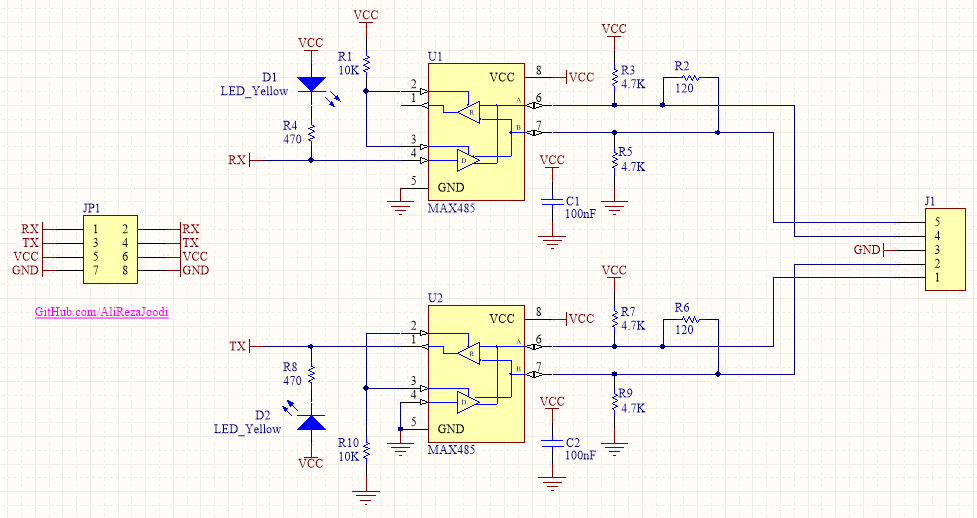 VCC
R1
10K
VCC
D1
LED_Yellow
R4
470
RX
U1
VCC
8
VCC
2
1
A
6
R
B
7
3
4
D
5
GND
MAX485
VCC
R3
4.7K
R2
120
R5
4.7K
VCC
C1
100nF
JP1
RX
1
2
RX
TX
3
4
TX
VCC
5
6
VCC
GND
7
8
GND
GitHub.com/AliRezaJoodi
J1
5
4
GND
3
2
1
U2
VCC
8
VCC
2
1
A
6
R
B
7
3
4
D
5
GND
MAX485
TX
R8
470
D2
LED_Yellow
VCC
R10
10K
VCC
R7
4.7K
R6
120
R9
4.7K
VCC
C2
100nF